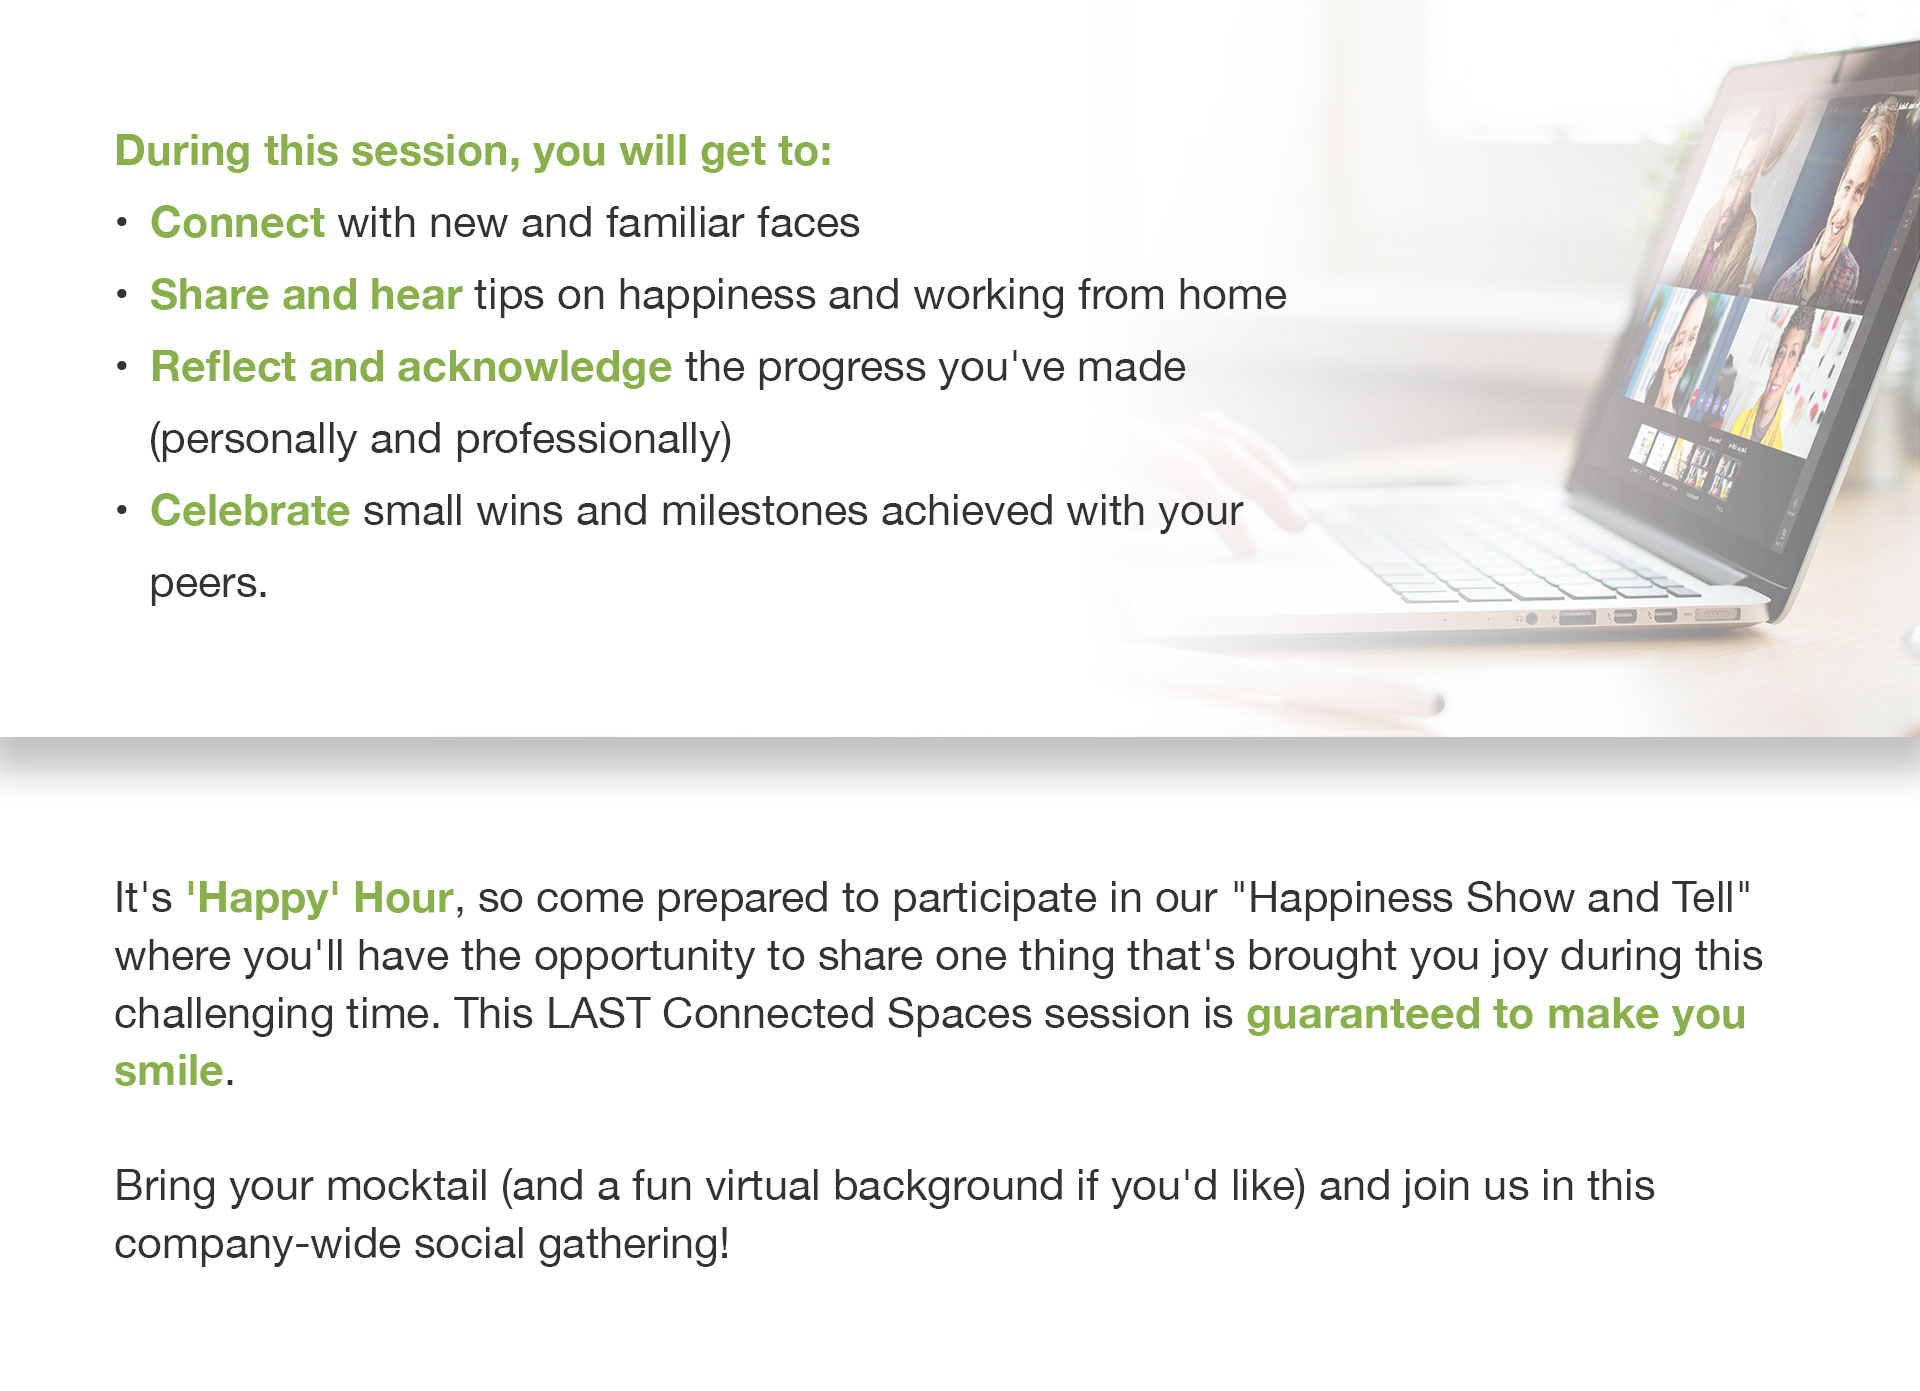 During this session, you will get to:
• Connect with new and familiar faces
• Share and hear tips on happiness and working from home
• Reflect and acknowledge the progress you've made
(personally and professionally)
• Celebrate small wins and milestones achieved with your
peers.
It's 'Happy' Hour, so come prepared to participate in our "Happiness Show and Tell"
where you'll have the opportunity to share one thing that's brought you joy during this
challenging time. This LAST Connected Spaces session is guaranteed to make you
smile.
Bring your mocktail (and a fun virtual background if you'd like) and join us in this
company-wide social gathering!